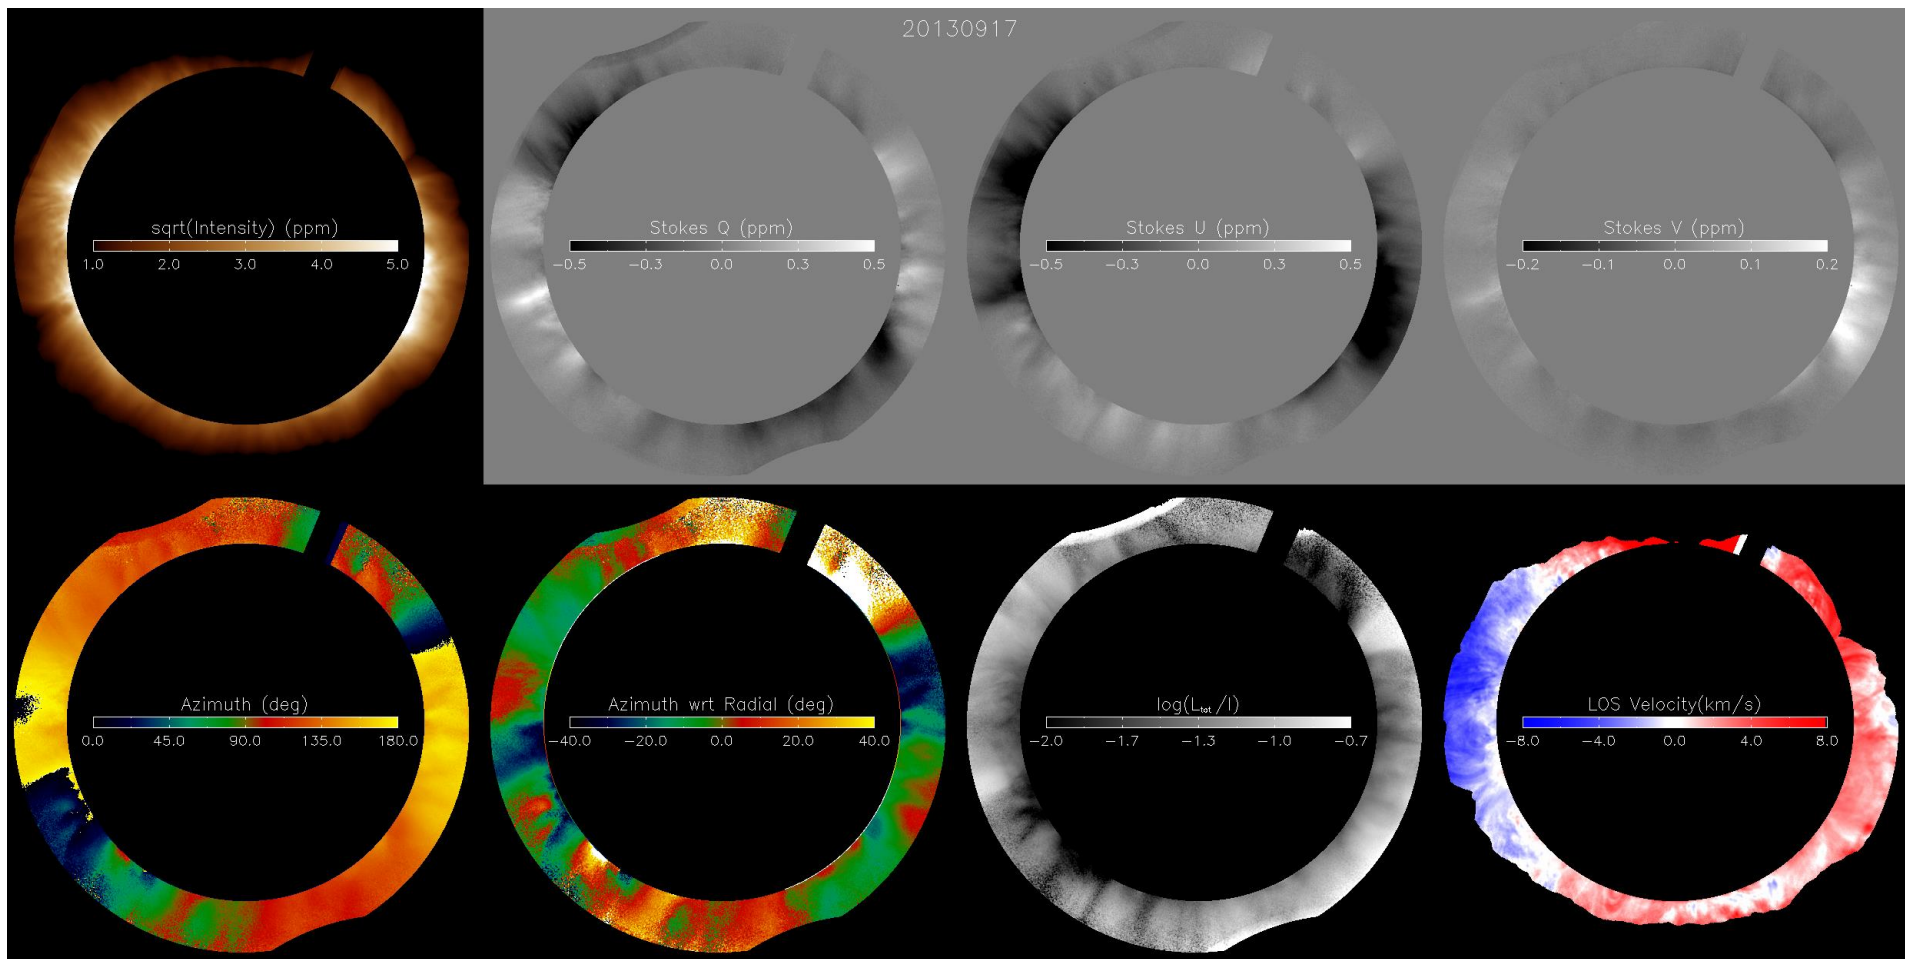 20130917
sqrt(Intensity) (ppm)
1.0 2.0 3.0 4.0 5.0
Stokes Q (ppm)
−0.5 −0.3 0.0 0.3 0.5
Stokes U (ppm)
−0.5 −0.3 0.0 0.3 0.5
Stokes V (ppm)
−0.2 −0.1 0.0 0.1 0.2
Azimuth (deg)
0.0 45.0 90.0 135.0 180.0
Azimuth wrt Radial (deg)
−40.0 −20.0 0.0 20.0 40.0
log(Ltot/I)
−2.0 −1.7 −1.3 −1.0 −0.7
LOS Velocity(km/s)
−8.0 −4.0 0.0 4.0 8.0